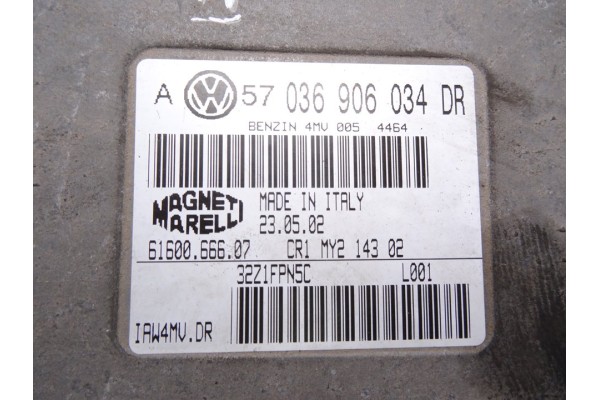 A VW 57 036 906 034 DR
BENZIN 4MV 005 4464
MAGNETI MARELLI
MADE IN ITALY
23.05.02
61600.666.07 CR1 MY2 143 02
32Z1FPN5C L001
IAW4MV.DR